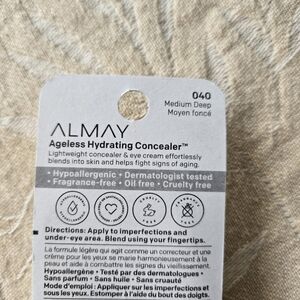 040
Medium Deep
Moyen foncé
ALMAY
Ageless Hydrating Concealer™
Lightweight concealer & eye cream effortlessly
blends into skin and helps fight signs of aging.
• Hypoallergenic • Dermatologist tested
• Fragrance-free • Oil free • Cruelty free
Directions: Apply to imperfections and
under-eye area. Blend using your fingertips.
La formule légère qui agit comme un correcteur et une
crème pour les yeux se marie harmonieusement à la
peau et aide à combattre les signes du vieillissement.
Hypoallergène • Testé par des dermatologues •
Sans parfum • Sans huile • Sans cruauté
Mode d'emploi : Appliquer sur les imperfections et
sous les yeux. Estomper à l'aide du bout des doigts.